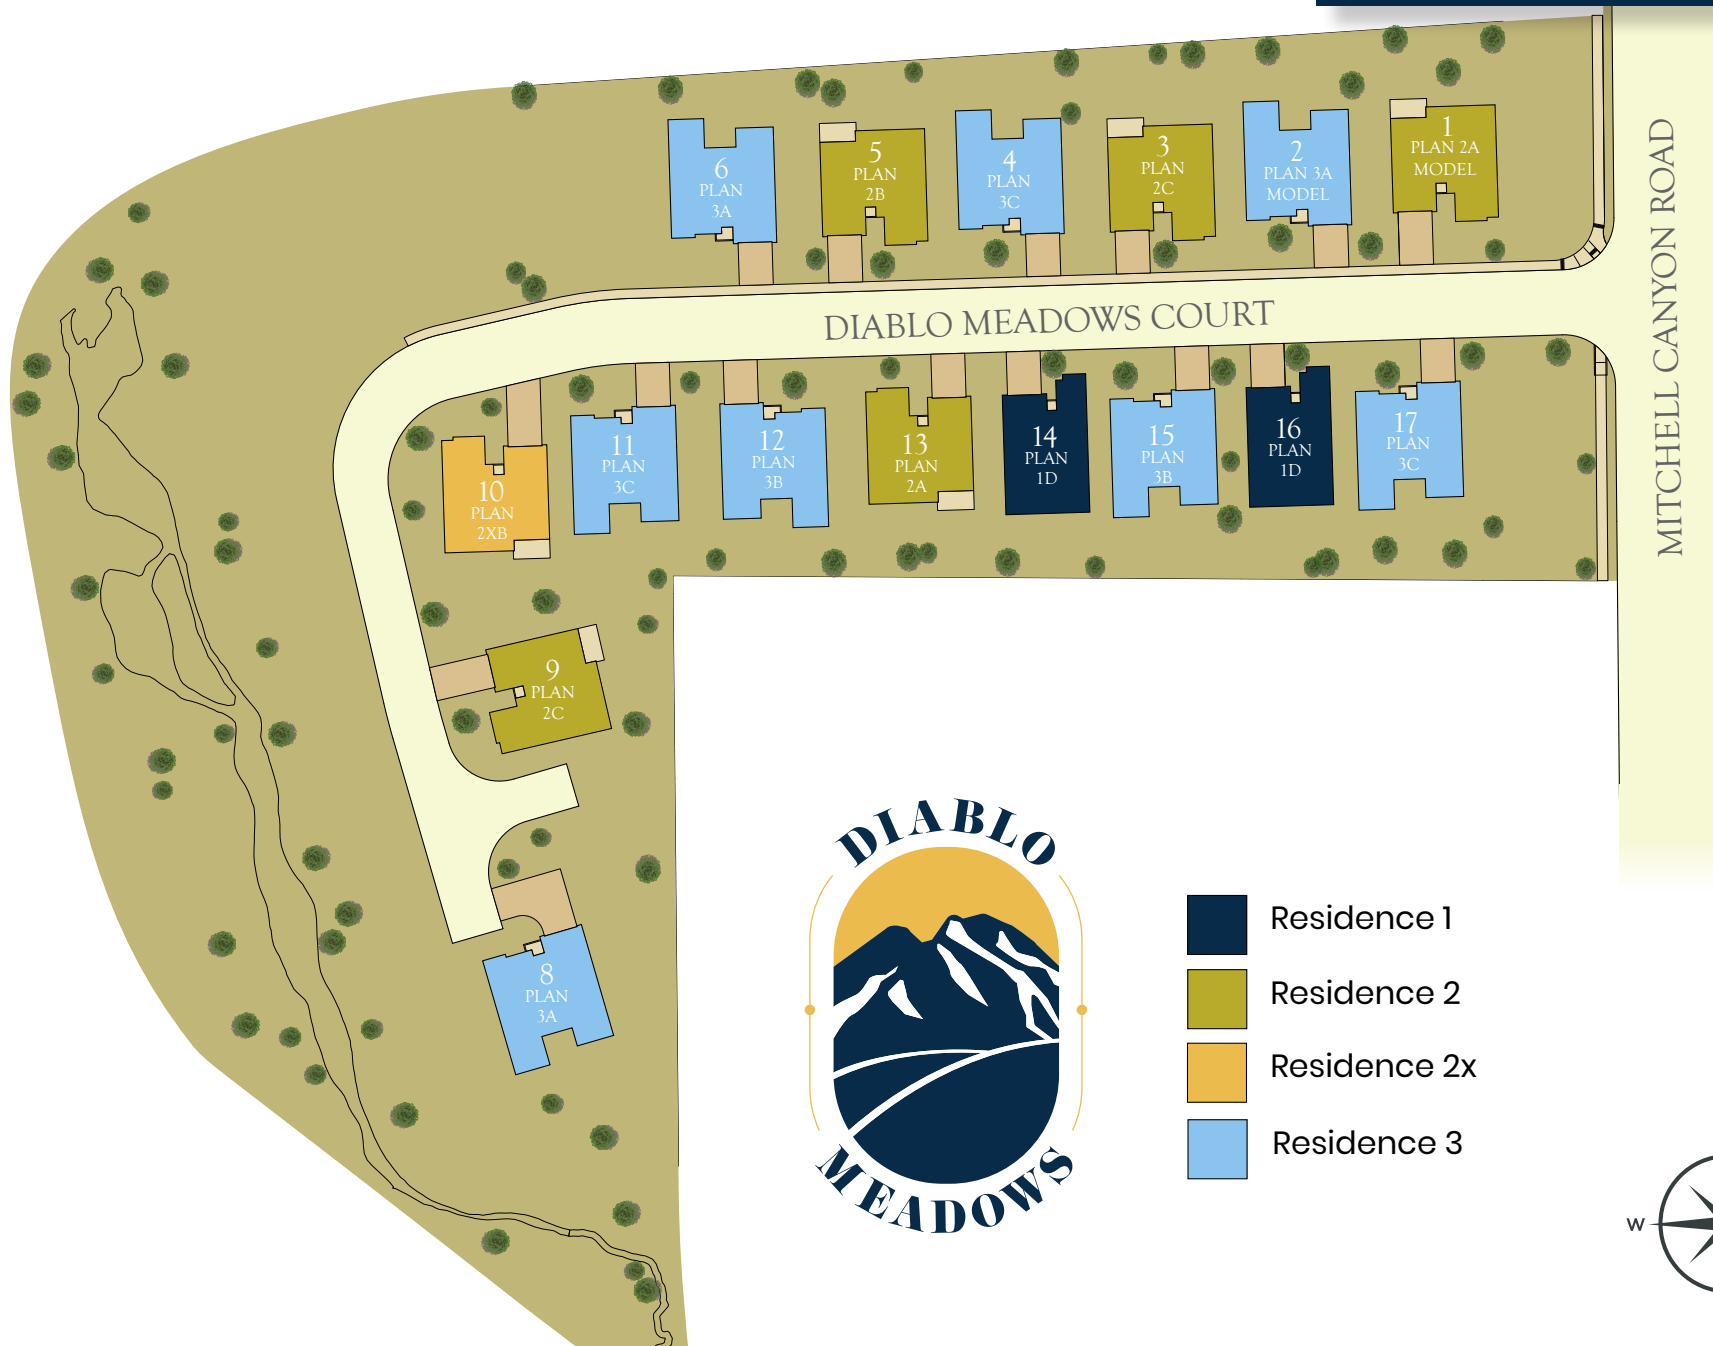 6
PLAN
3A
5
PLAN
2B
4
PLAN
3C
3
PLAN
2C
2
PLAN 3A
MODEL
1
PLAN 2A
MODEL
MITCHELL CANYON ROAD
DIABLO MEADOWS COURT
10
PLAN
2XB
11
PLAN
3C
12
PLAN
3B
13
PLAN
2A
14
PLAN
1D
15
PLAN
3B
16
PLAN
1D
17
PLAN
3C
9
PLAN
2C
8
PLAN
3A
DIABLO
MEADOWS
Residence 1
Residence 2
Residence 2x
Residence 3
W